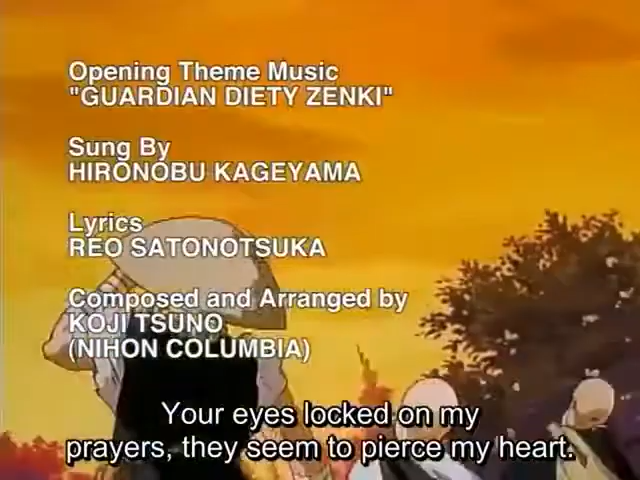 Opening Theme Music
"GUARDIAN DIETY ZENKI"
Sung By
HIRONOBU KAGEYAMA
Lyrics
REO SATONOTSUKA
Composed and Arranged by
KOJI TSUNO
(NIHON COLUMBIA)
Your eyes locked on my
prayers, they seem to pierce my heart.